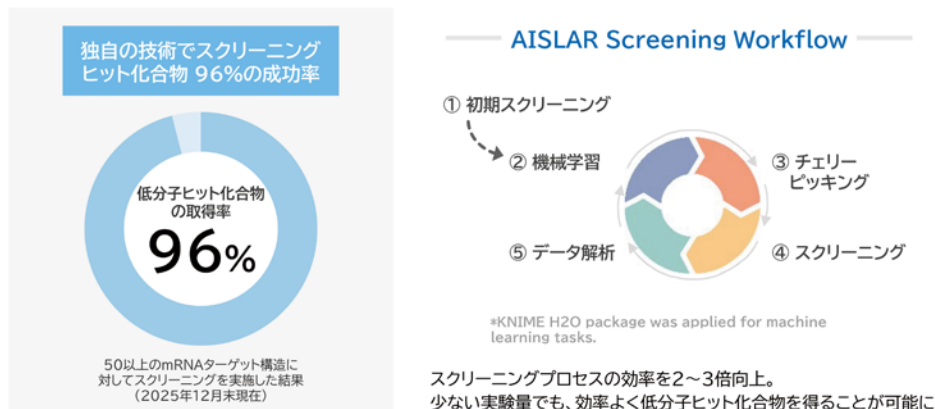 独自の技術でスクリーニング
ヒット化合物 96%の成功率
低分子ヒット化合物
の取得率
96%
50以上のmRNAターゲット構造に
対してスクリーニングを実施した結果
(2025年12月末現在)
AISLAR Screening Workflow
① 初期スクリーニング
② 機械学習
③ チェリー
ピッキング
④ スクリーニング
⑤ データ解析
*KNIME H2O package was applied for machine
learning tasks.
スクリーニングプロセスの効率を2～3倍向上。
少ない実験量でも、効率よく低分子ヒット化合物を得ることが可能に